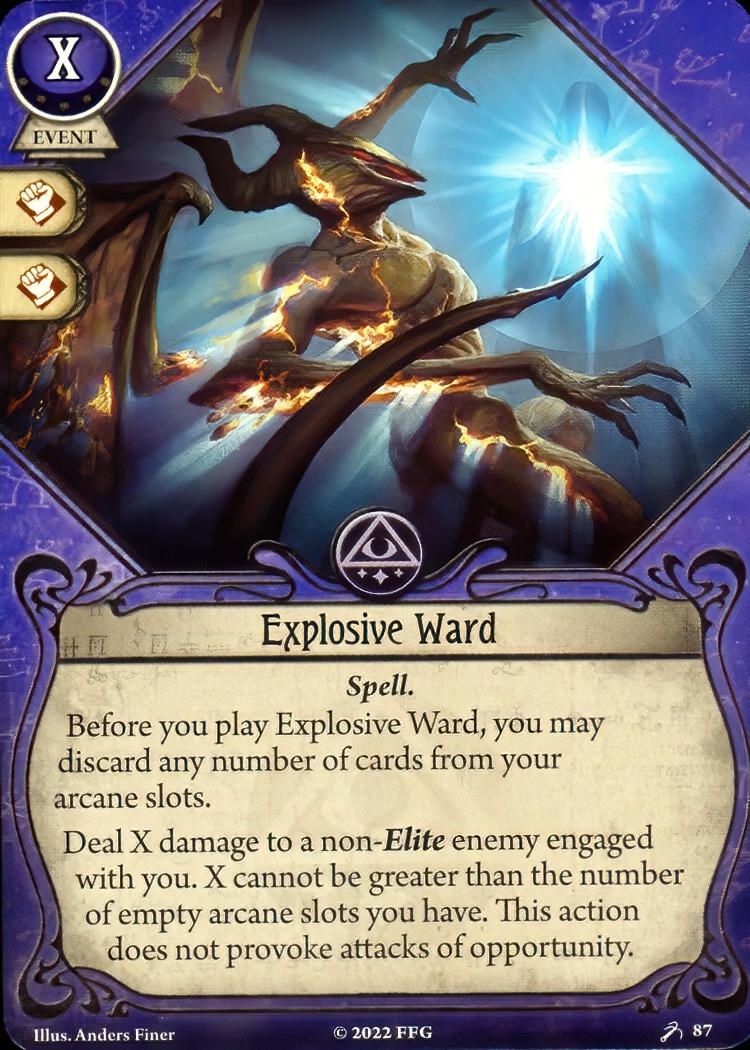 X
EVENT
Explosive Ward
Spell.
Before you play Explosive Ward, you may
discard any number of cards from your
arcane slots.
Deal X damage to a non-Elite enemy engaged
with you. X cannot be greater than the number
of empty arcane slots you have. This action
does not provoke attacks of opportunity.
Illus. Anders Finer
© 2022 FFG
87